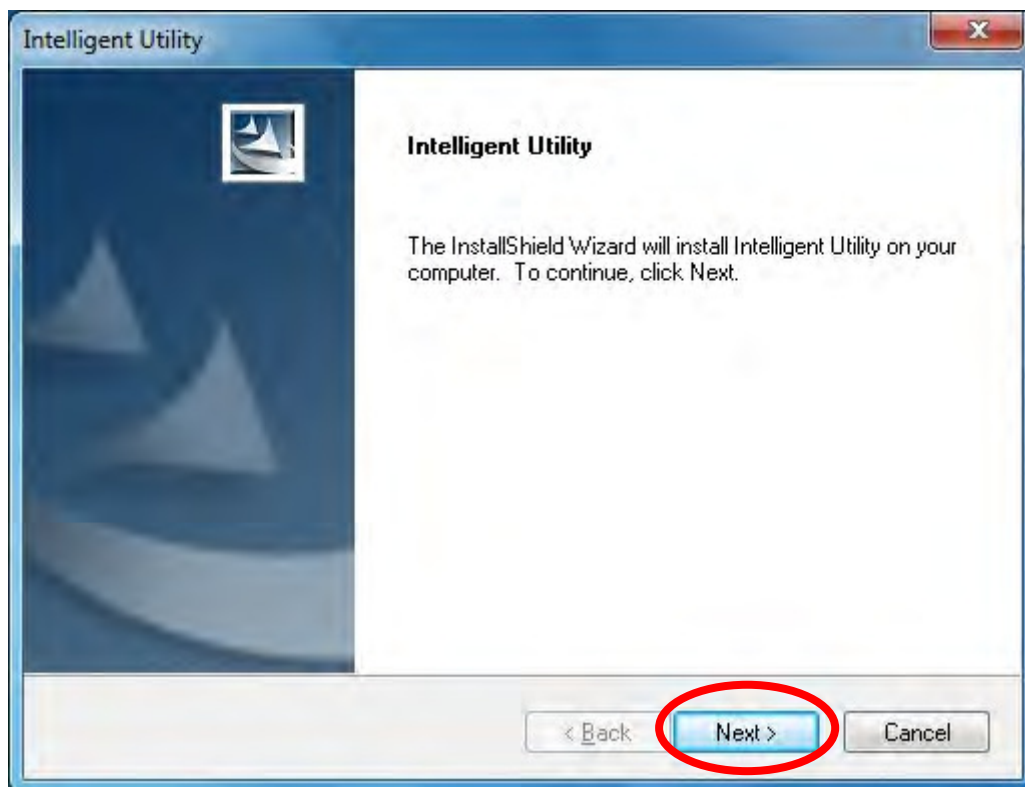 Intelligent Utility
Intelligent Utility
The InstallShield Wizard will install Intelligent Utility on your
computer.  To continue, click Next.
< Back
Next >
Cancel